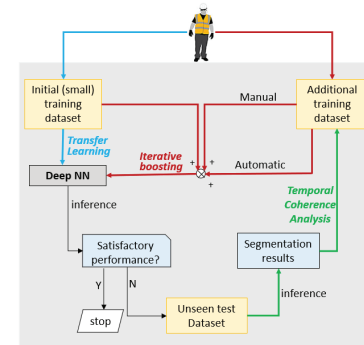 Initial (small)
training
dataset
Additional
training
dataset
Manual
Transfer
Learning
Iterative
boosting
+ +
+
Automatic
Deep NN
Temporal
Coherence
Analysis
inference
Satisfactory
performance?
Segmentation
results
Y N
inference
stop
Unseen test
Dataset